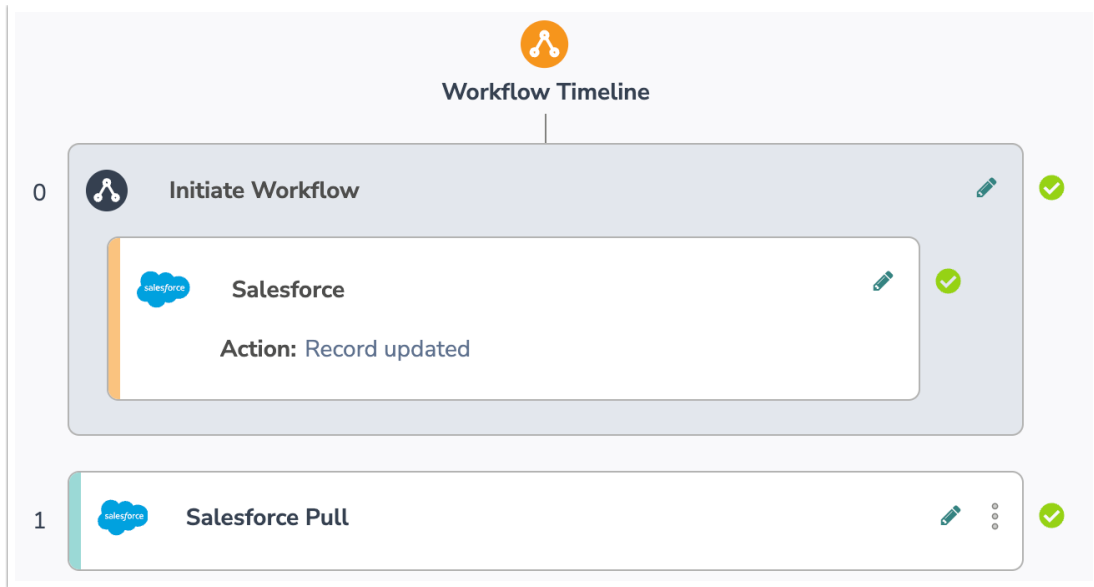 Workflow Timeline
0
Initiate Workflow
salesforce
Salesforce
Action: Record updated
1
salesforce
Salesforce Pull